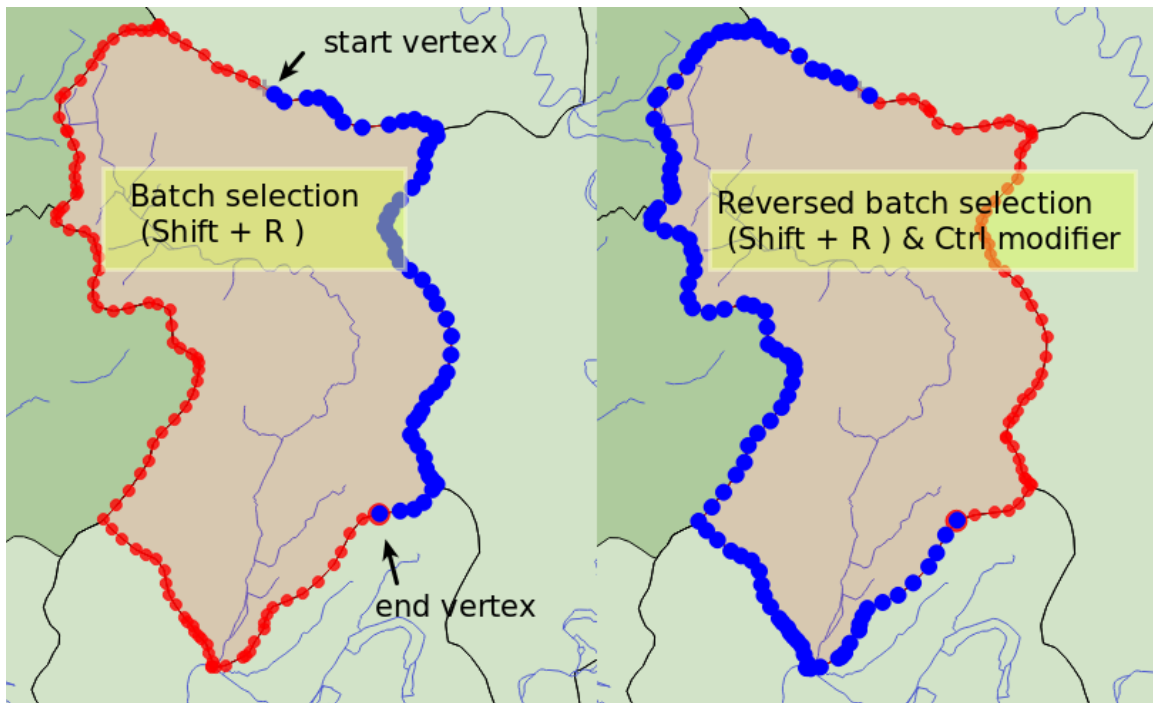 start vertex
Batch selection
(Shift + R )
end vertex
Reversed batch selection
(Shift + R ) & Ctrl modifier